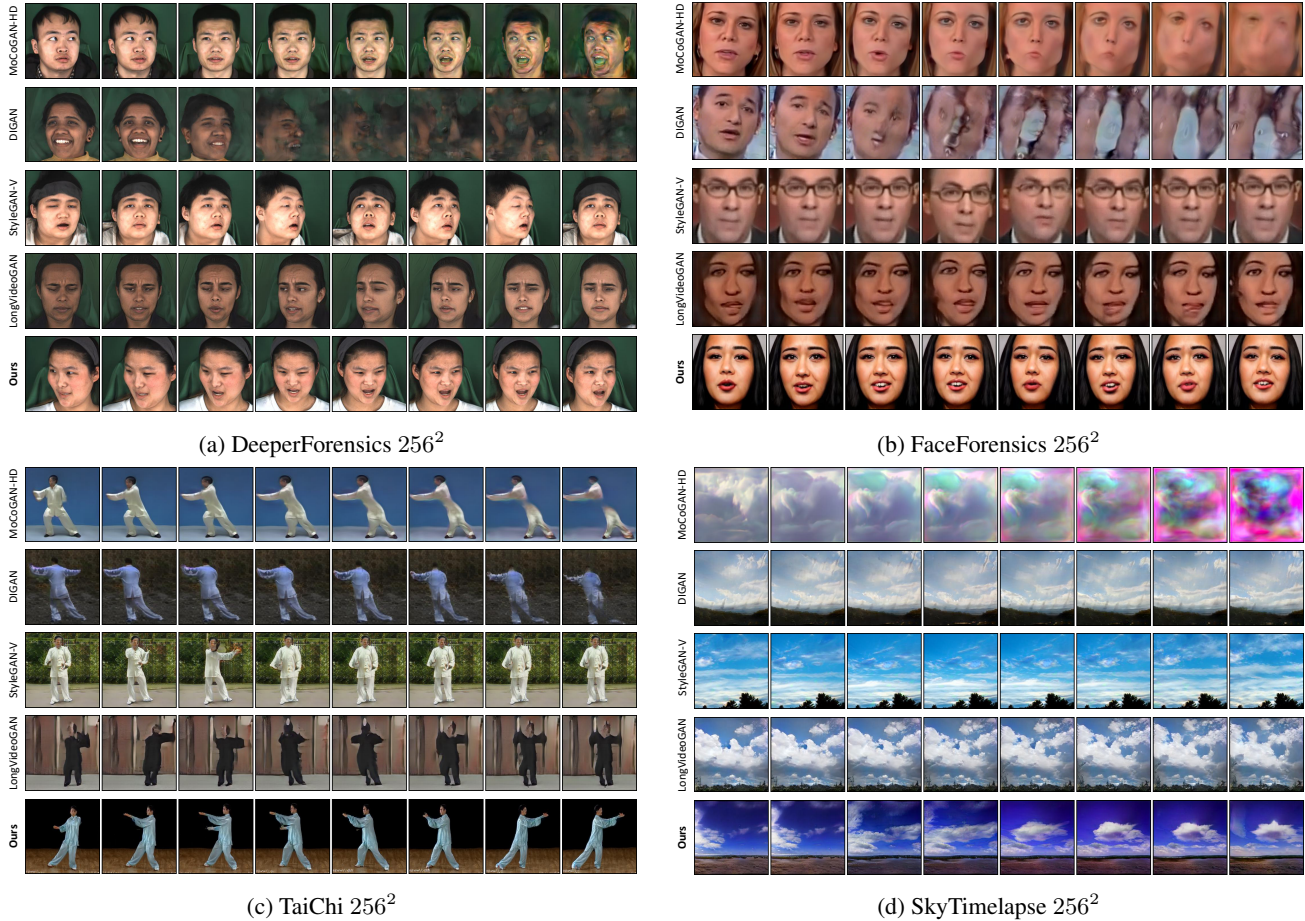 MoCoGAN-HD
DIGAN
StyleGAN-V
LongVideoGAN
Ours
(a) DeeperForensics 256²
MoCoGAN-HD
DIGAN
StyleGAN-V
LongVideoGAN
Ours
(b) FaceForensics 256²
MoCoGAN-HD
DIGAN
StyleGAN-V
LongVideoGAN
Ours
(c) TaiChi 256²
MoCoGAN-HD
DIGAN
StyleGAN-V
LongVideoGAN
Ours
(d) SkyTimelapse 256²